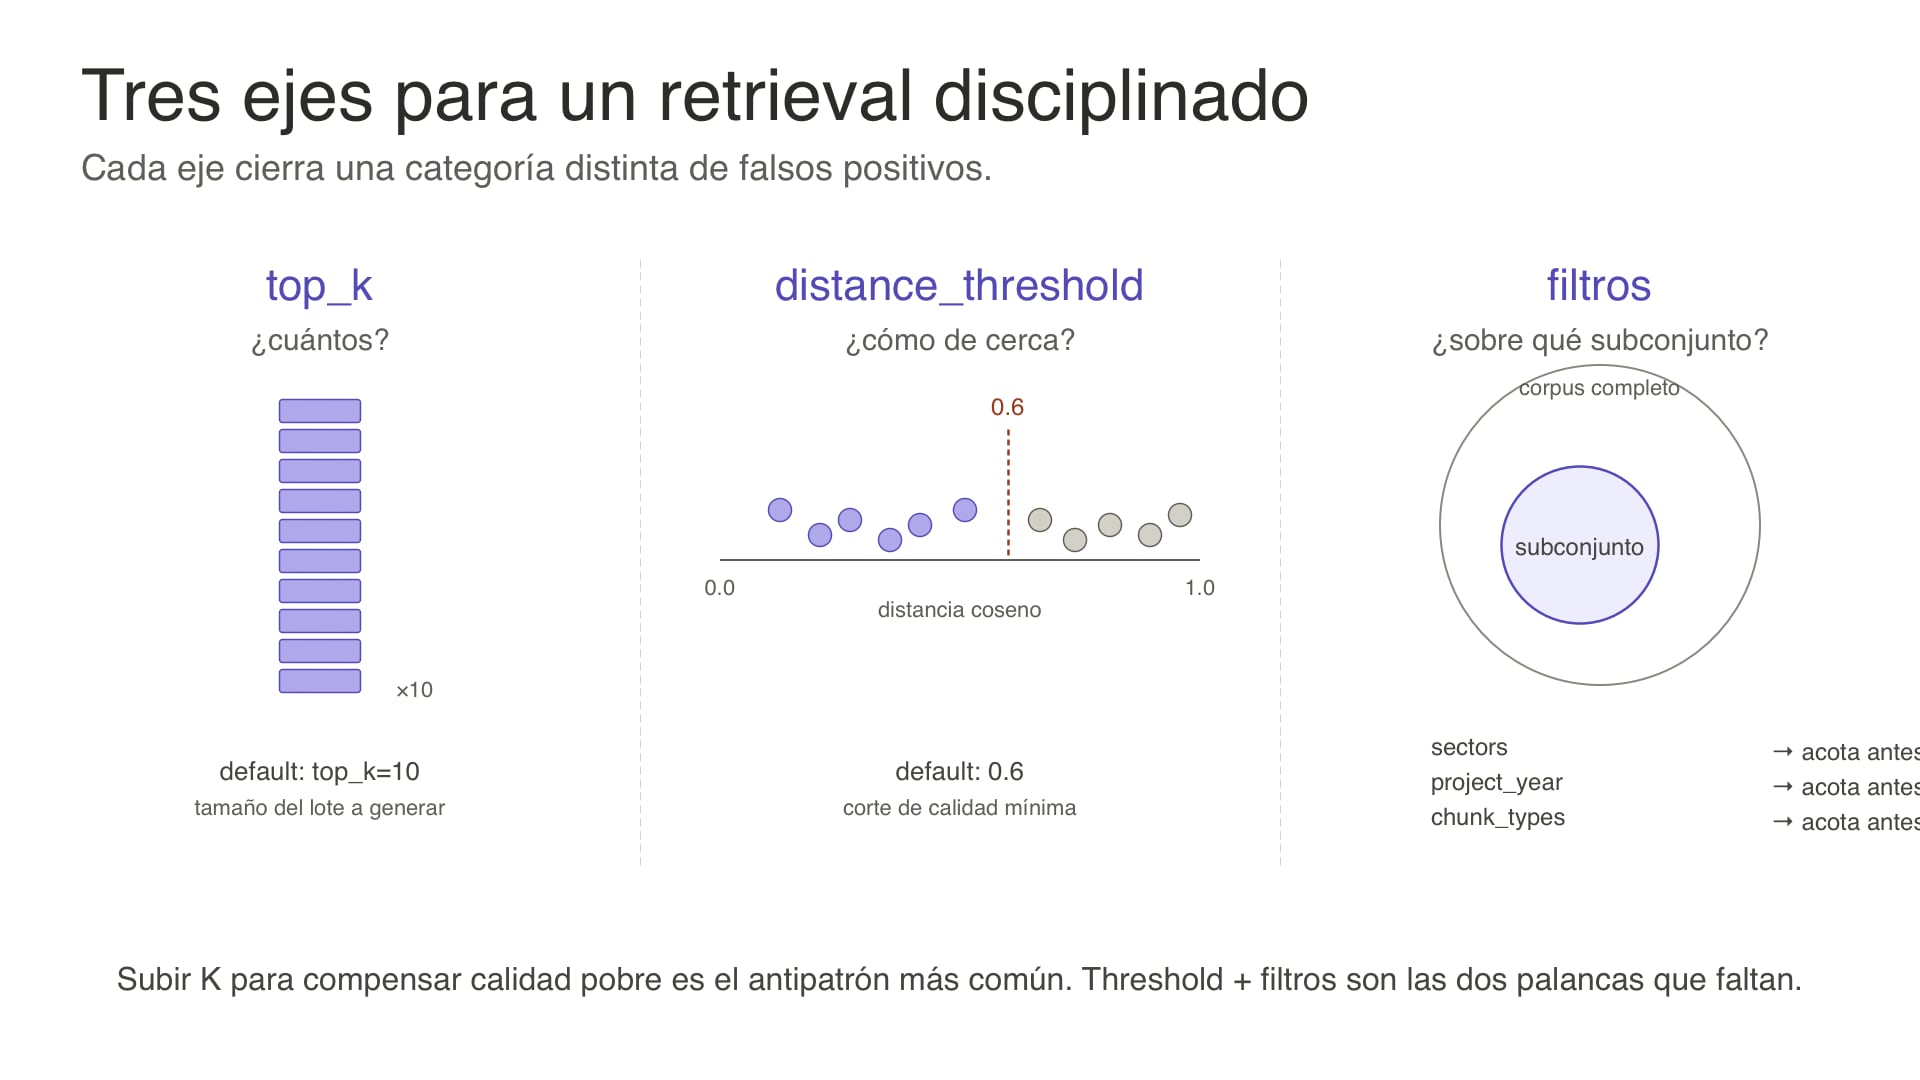 Tres ejes para un retrieval disciplinado
Cada eje cierra una categoría distinta de falsos positivos.
top_k
¿cuántos?
×10
default: top_k=10
tamaño del lote a generar
distance_threshold
¿cómo de cerca?
0.6
0.0
1.0
distancia coseno
default: 0.6
corte de calidad mínima
filtros
¿sobre qué subconjunto?
corpus completo
subconjunto
sectors → acota antes
project_year → acota antes
chunk_types → acota antes
Subir K para compensar calidad pobre es el antipatrón más común. Threshold + filtros son las dos palancas que faltan.